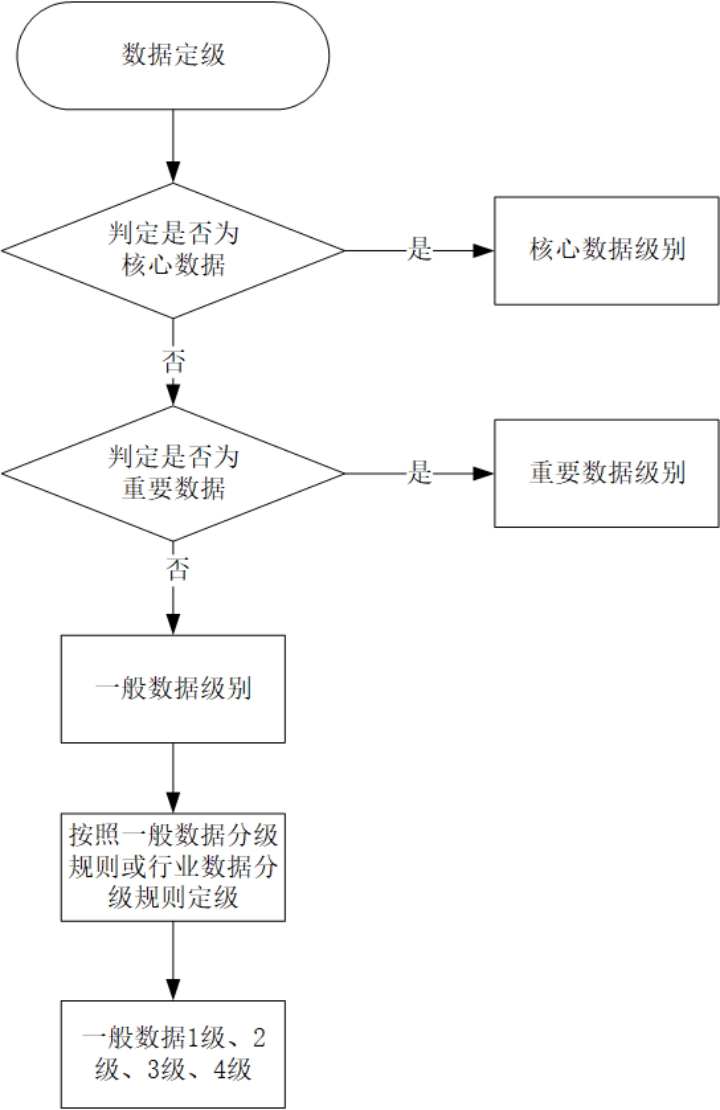 数据定级
判定是否为
核心数据
是
核心数据级别
否
判定是否为
重要数据
是
重要数据级别
否
一般数据级别
按照一般数据分级
规则或行业数据分
级规则定级
一般数据1级、2
级、3级、4级